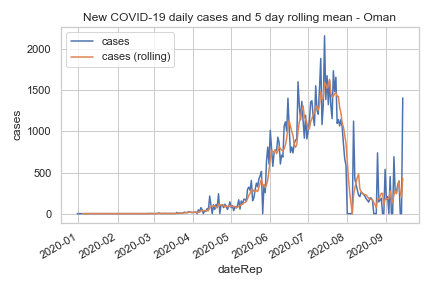 New COVID-19 daily cases and 5 day rolling mean - Oman
cases
cases (rolling)
cases
2000
1500
1000
500
0
2020-01
2020-02
2020-03
2020-04
2020-05
2020-06
2020-07
2020-08
2020-09
dateRep